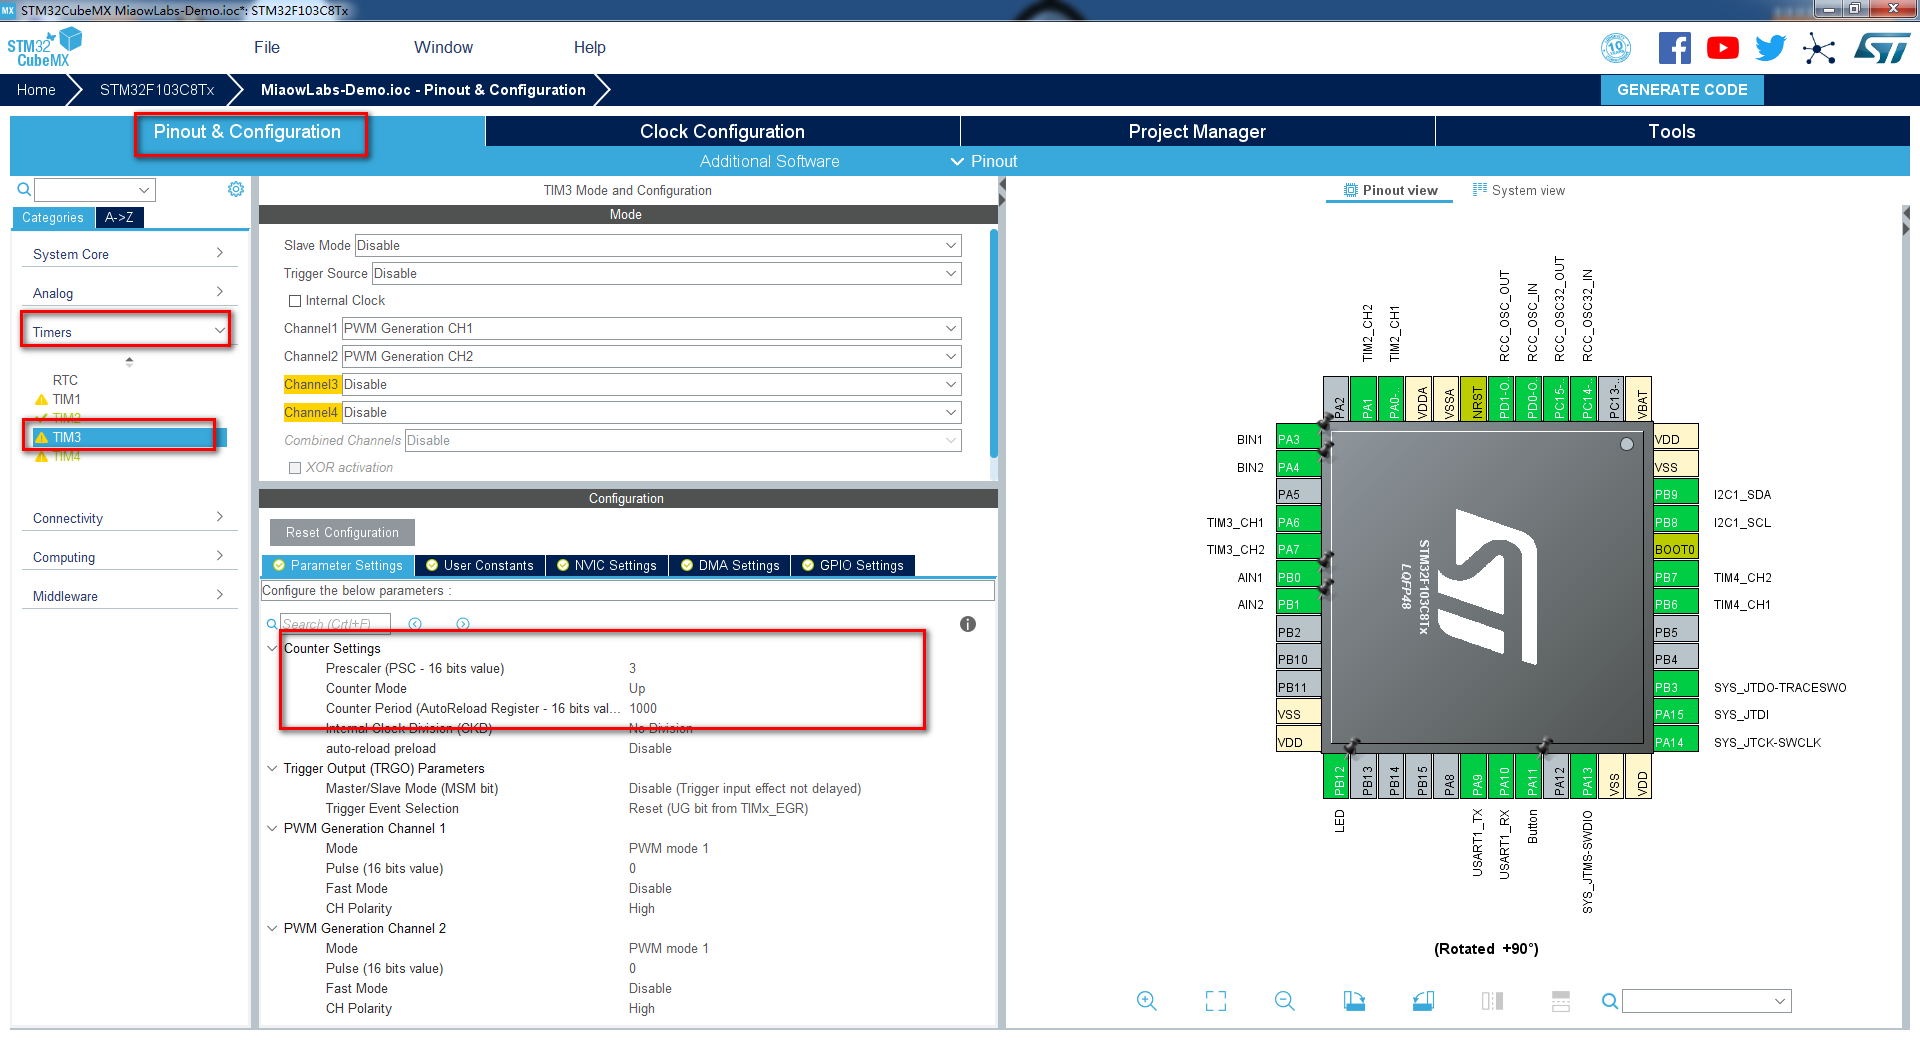 MX STM32CubeMX MiaowLabs-Demo.ioc*: STM32F103C8Tx
STM32
CubeMX
File
Window
Help
10
Home
STM32F103C8Tx
MiaowLabs-Demo.ioc - Pinout & Configuration
GENERATE CODE
Pinout & Configuration
Clock Configuration
Project Manager
Tools
Additional Software
Pinout
Categories
A->Z
System Core
Analog
Timers
RTC
TIM1
TIM2
TIM3
TIM4
Connectivity
Computing
Middleware
TIM3 Mode and Configuration
Mode
Slave Mode Disable
Trigger Source Disable
Internal Clock
Channel1 PWM Generation CH1
Channel2 PWM Generation CH2
Channel3 Disable
Channel4 Disable
Combined Channels Disable
XOR activation
Configuration
Reset Configuration
Parameter Settings
User Constants
NVIC Settings
DMA Settings
GPIO Settings
Configure the below parameters :
Search (Crtl+F)
Counter Settings
Prescaler (PSC - 16 bits value) 3
Counter Mode Up
Counter Period (AutoReload Register - 16 bits val... 1000
Internal Clock Division (CKD) No Division
auto-reload preload Disable
Trigger Output (TRGO) Parameters
Master/Slave Mode (MSM bit) Disable (Trigger input effect not delayed)
Trigger Event Selection Reset (UG bit from TIMx_EGR)
PWM Generation Channel 1
Mode PWM mode 1
Pulse (16 bits value) 0
Fast Mode Disable
CH Polarity High
PWM Generation Channel 2
Mode PWM mode 1
Pulse (16 bits value) 0
Fast Mode Disable
CH Polarity High
Pinout view
System view
TIM2_CH2
TIM2_CH1
RCC_OSC_OUT
RCC_OSC_IN
RCC_OSC32_OUT
RCC_OSC32_IN
PA2
PA1
PA0-..
VDDA
VSSA
NRST
PD1-O..
PD0-O..
PC15-..
PC14-..
PC13-..
VBAT
BIN1 PA3
BIN2 PA4
PA5
TIM3_CH1 PA6
TIM3_CH2 PA7
AIN1 PB0
AIN2 PB1
PB2
PB10
PB11
VSS
VDD
STM32F103C8Tx
LQFP48
VDD
VSS
PB9 I2C1_SDA
PB8 I2C1_SCL
BOOT0
PB7 TIM4_CH2
PB6 TIM4_CH1
PB5
PB4
PB3 SYS_JTDO-TRACESWO
PA15 SYS_JTDI
PA14 SYS_JTCK-SWCLK
PB12
PB13
PB14
PB15
PA8
PA9
PA10
PA11
PA12
PA13
VSS
VDD
LED
USART1_TX
USART1_RX
Button
SYS_JTMS-SWDIO
(Rotated +90°)